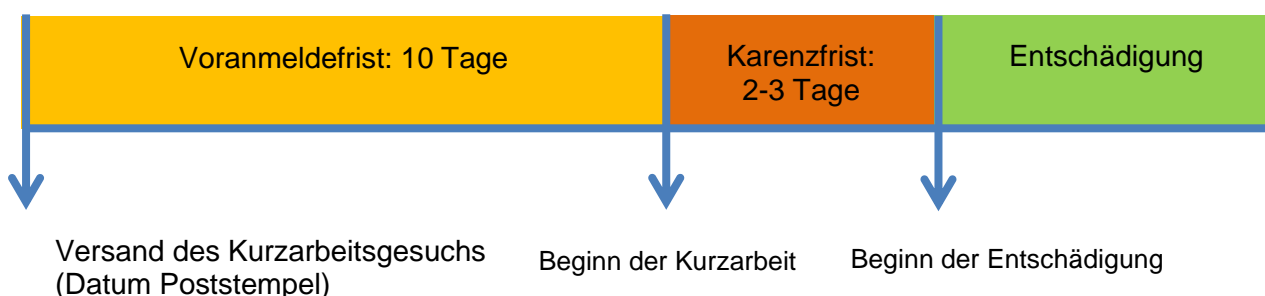 Voranmeldefrist: 10 Tage
Karenzfrist:
2-3 Tage
Entschädigung
Versand des Kurzarbeitsgesuchs
(Datum Poststempel)
Beginn der Kurzarbeit
Beginn der Entschädigung